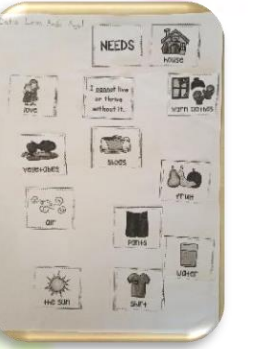 NEEDS
house
love
I cannot live
or thrive
without it.
warm clothes
vegetables
shoes
fruit
air
pants
water
the sun
shirt